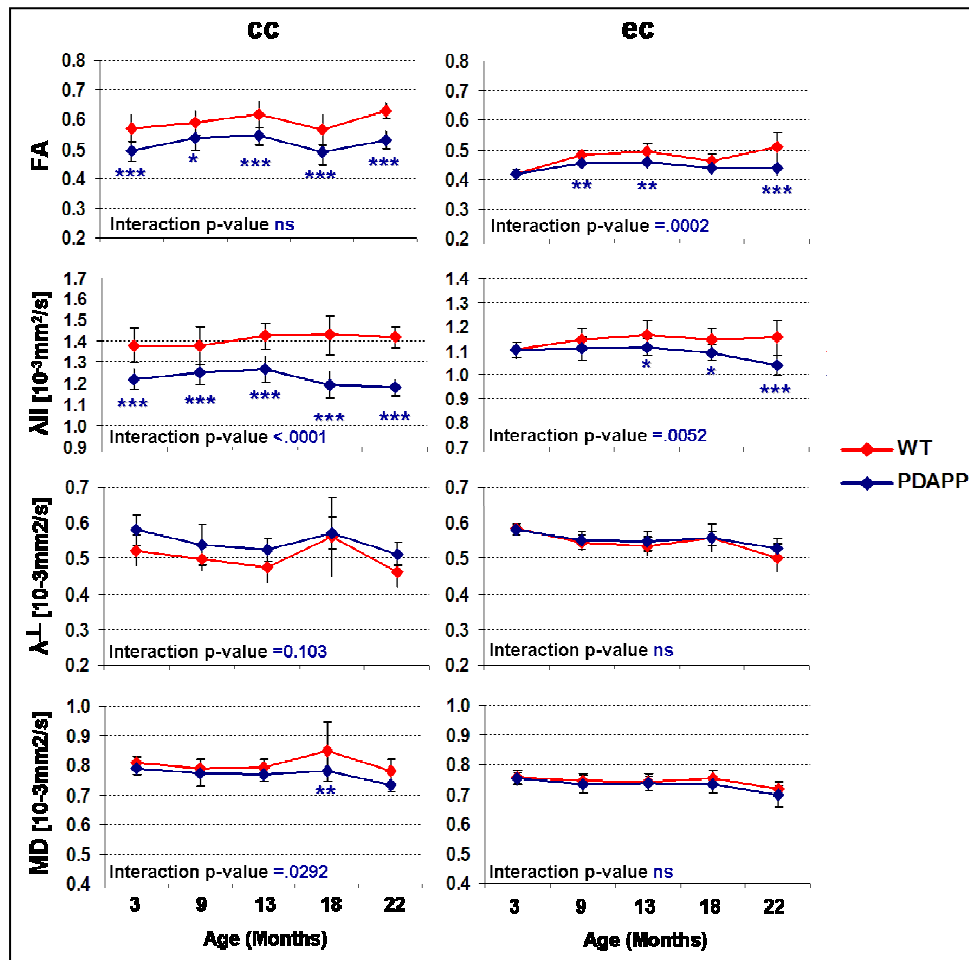 cc
ec
FA
0.8
0.7
0.6
0.5
0.4
0.3
0.2
*** * *** *** ***
Interaction p-value ns
0.8
0.7
0.6
0.5
0.4
0.3
0.2
** ** ***
Interaction p-value =.0002
λII [10⁻³mm²/s]
1.7
1.6
1.5
1.4
1.3
1.2
1.1
1.0
0.9
*** *** *** *** ***
Interaction p-value <.0001
1.4
1.3
1.2
1.1
1.0
0.9
0.8
0.7
* * ***
Interaction p-value =.0052
WT
PDAPP
λ┴ [10-3mm2/s]
0.7
0.6
0.5
0.4
0.3
0.2
Interaction p-value =0.103
0.7
0.6
0.5
0.4
0.3
0.2
Interaction p-value ns
MD [10-3mm2/s]
1.0
0.9
0.8
0.7
0.6
0.5
0.4
**
Interaction p-value =.0292
3 9 13 18 22
Age (Months)
1.0
0.9
0.8
0.7
0.6
0.5
0.4
Interaction p-value ns
3 9 13 18 22
Age (Months)